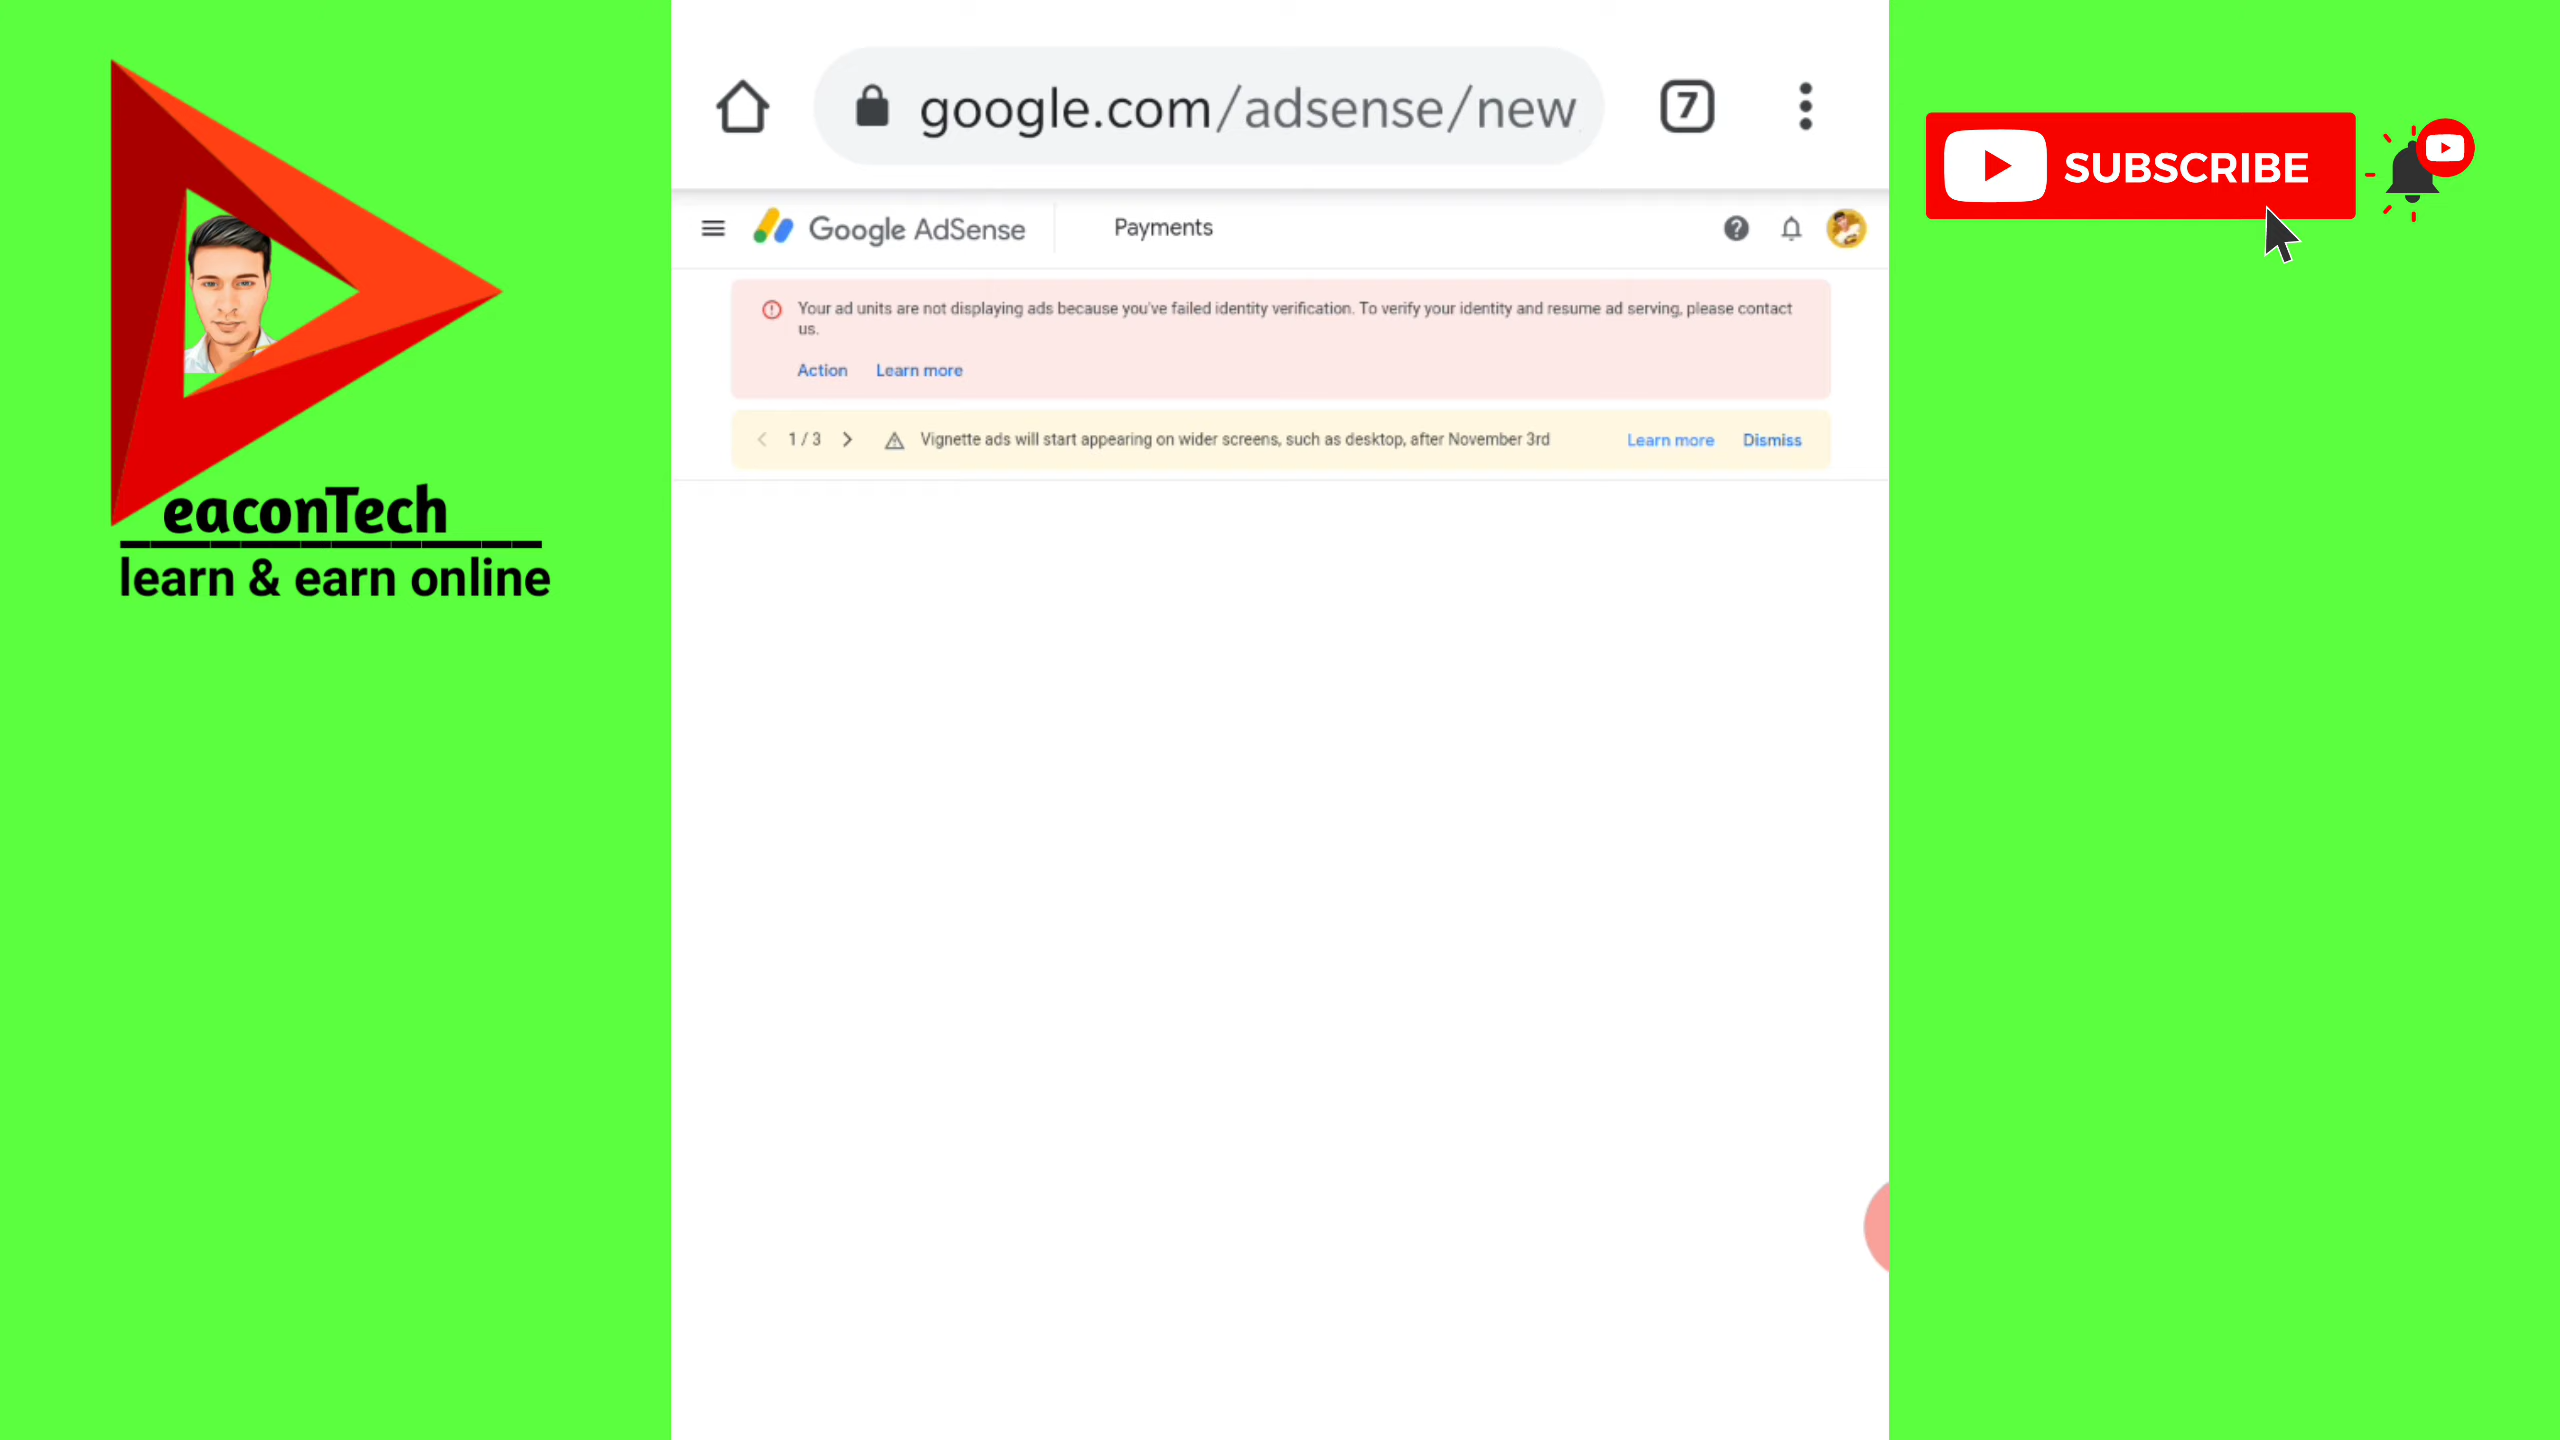 eaconTech
learn & earn online
google.com/adsense/new
7
Google AdSense
Payments
Your ad units are not displaying ads because you've failed identity verification. To verify your identity and resume ad serving, please contact
us.
Action Learn more
1 / 3 Vignette ads will start appearing on wider screens, such as desktop, after November 3rd Learn more Dismiss
SUBSCRIBE